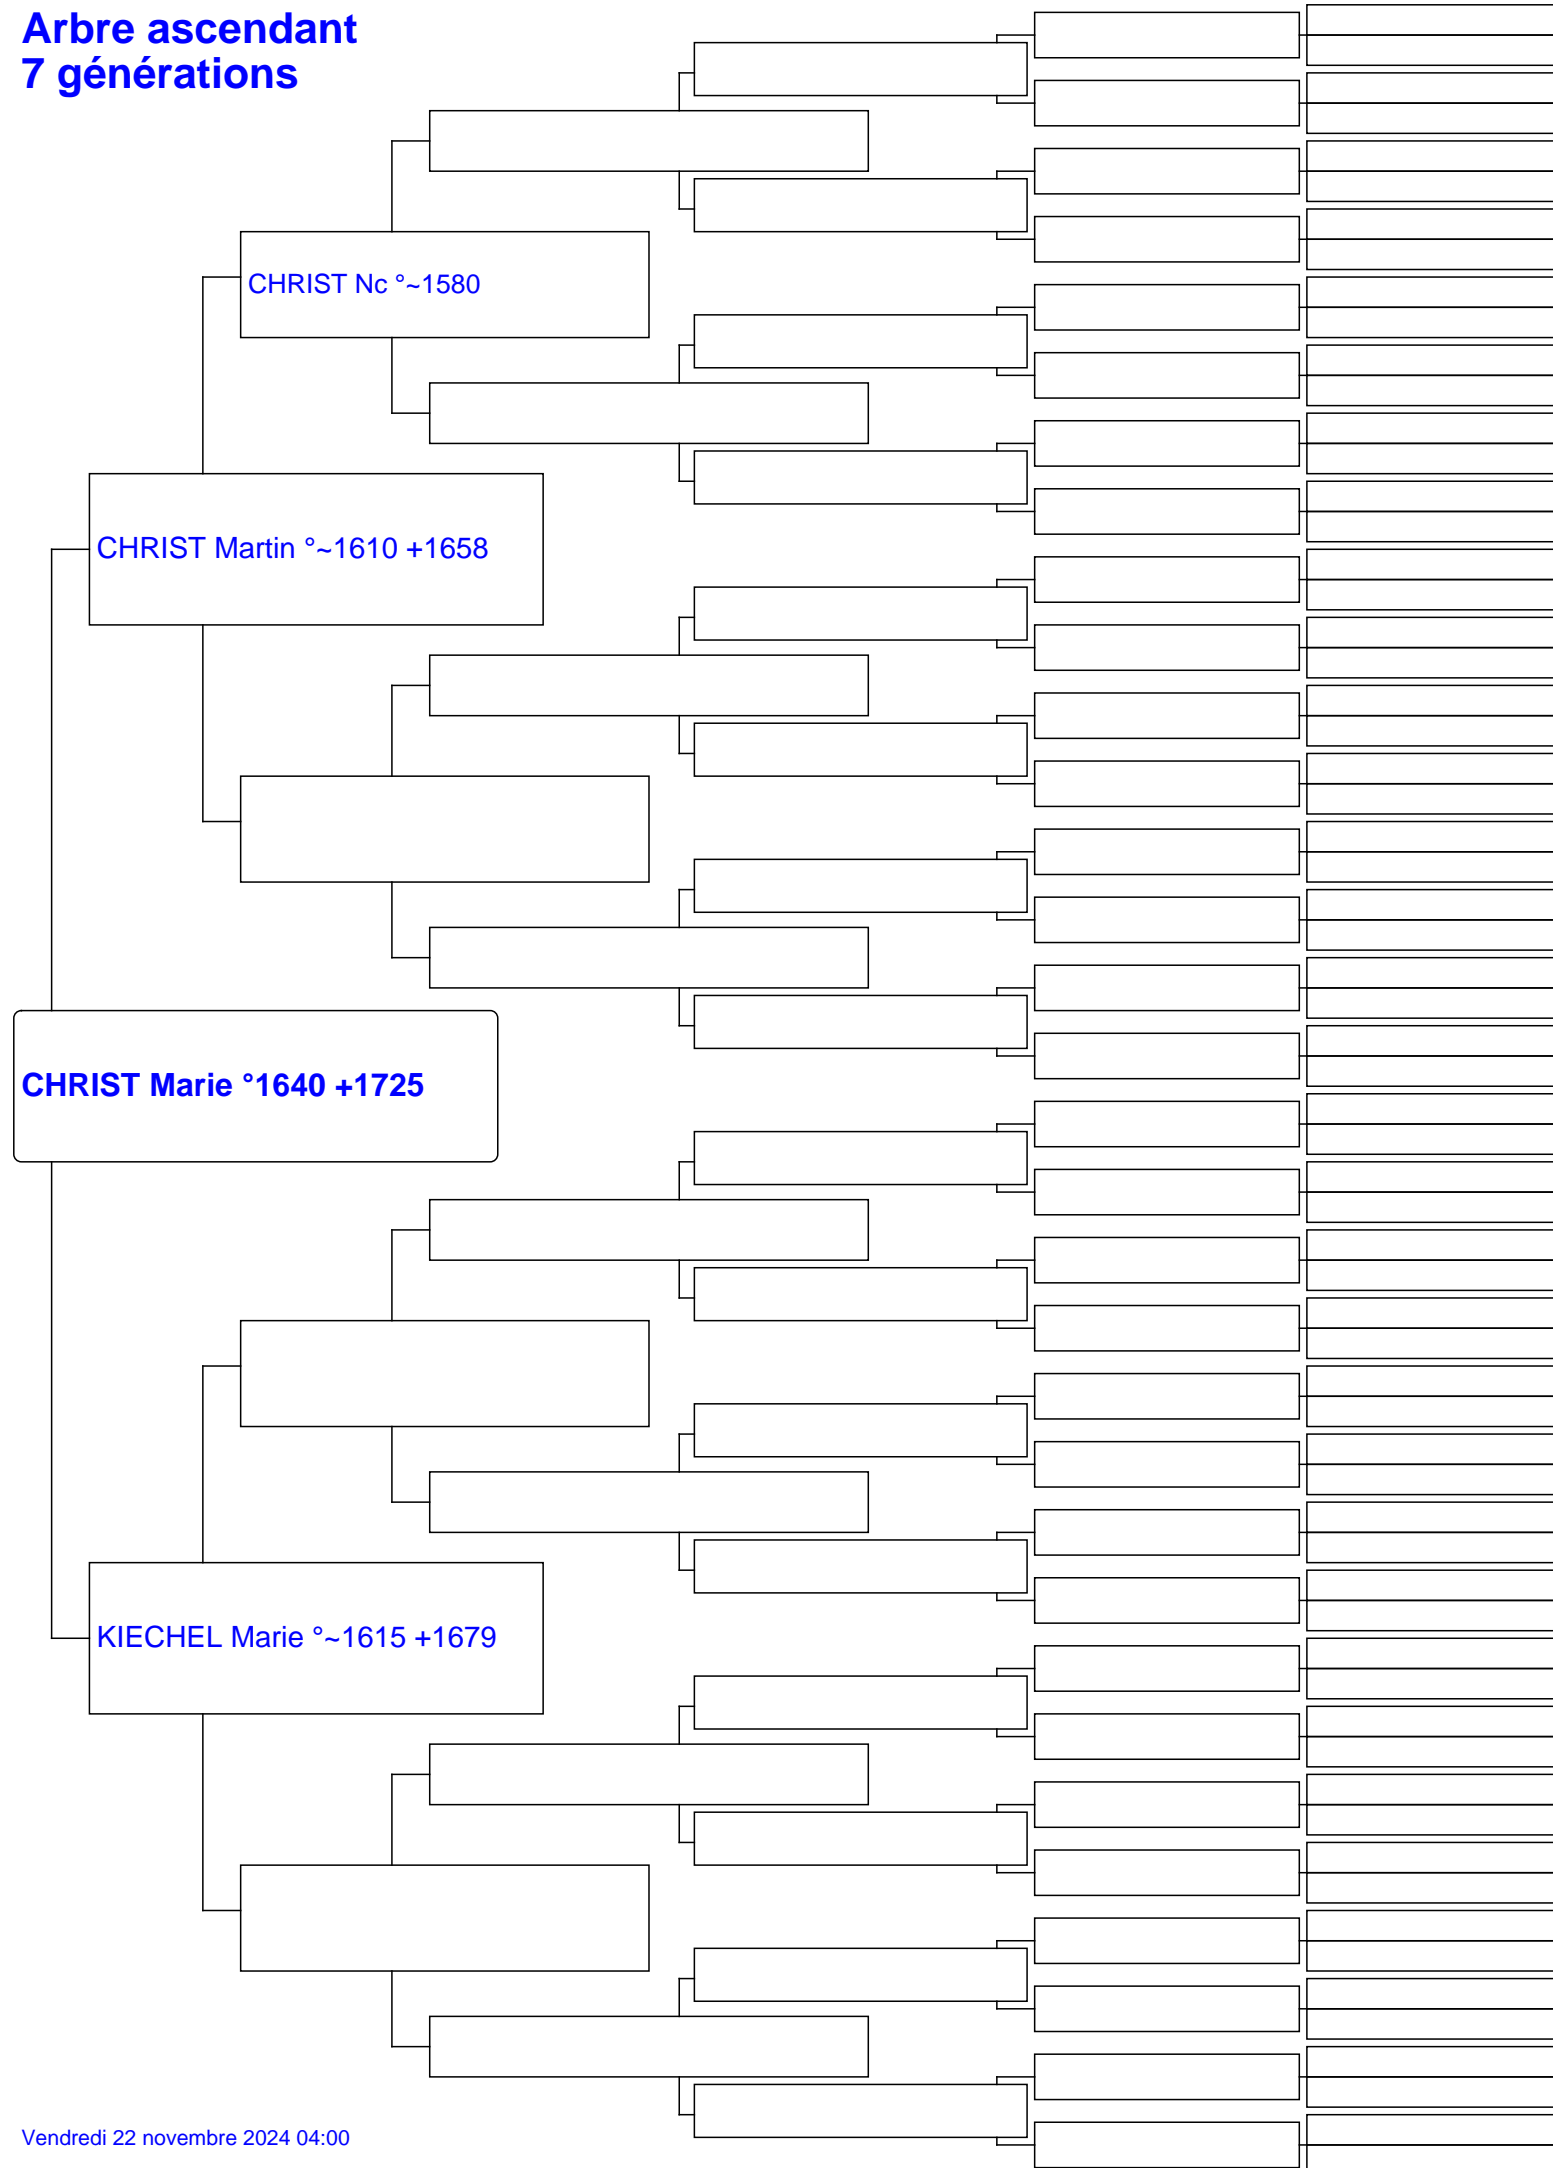 Arbre ascendant
7 générations
CHRIST Nc °~1580
CHRIST Martin °~1610 +1658
CHRIST Marie °1640 +1725
KIECHEL Marie °~1615 +1679
Vendredi 22 novembre 2024 04:00